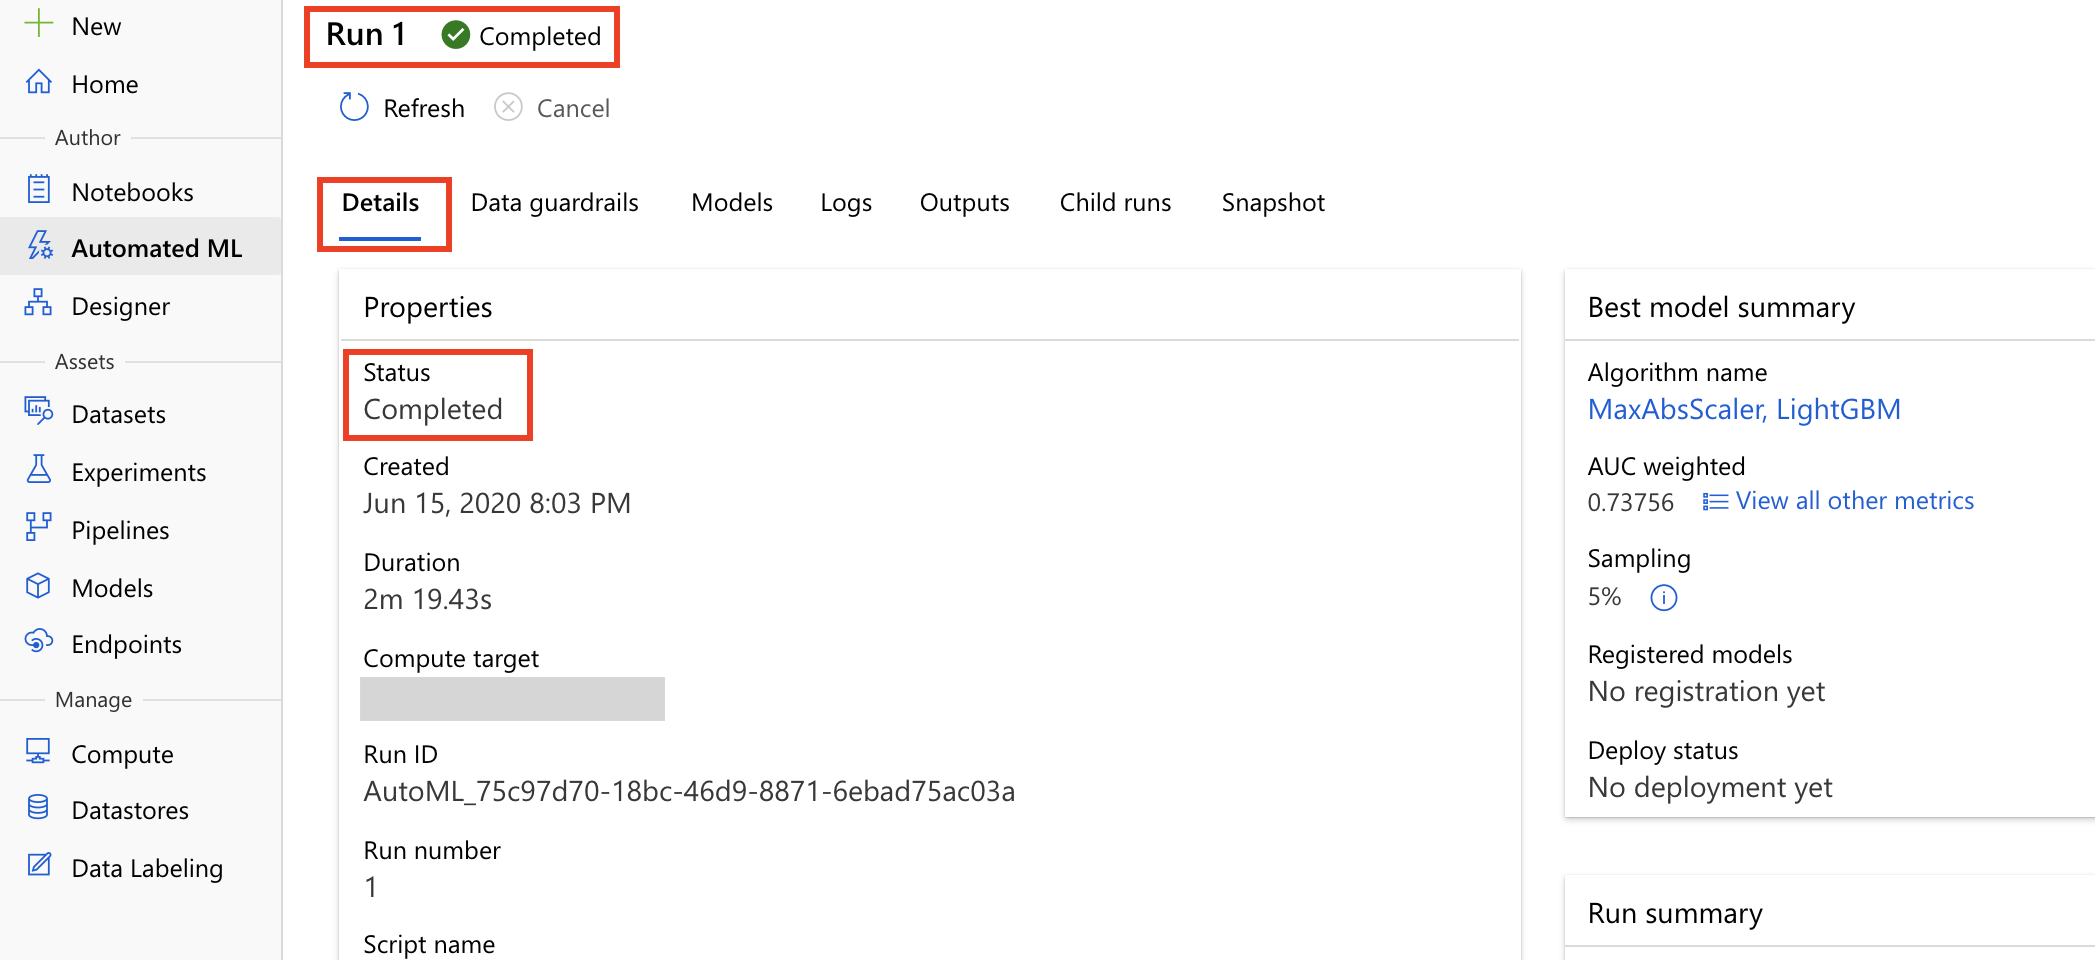 New
Home
Author
Notebooks
Automated ML
Designer
Assets
Datasets
Experiments
Pipelines
Models
Endpoints
Manage
Compute
Datastores
Data Labeling
Run 1 Completed
Refresh Cancel
Details Data guardrails Models Logs Outputs Child runs Snapshot
Properties
Status
Completed
Created
Jun 15, 2020 8:03 PM
Duration
2m 19.43s
Compute target
Run ID
AutoML_75c97d70-18bc-46d9-8871-6ebad75ac03a
Run number
1
Script name
Best model summary
Algorithm name
MaxAbsScaler, LightGBM
AUC weighted
0.73756 View all other metrics
Sampling
5%
Registered models
No registration yet
Deploy status
No deployment yet
Run summary